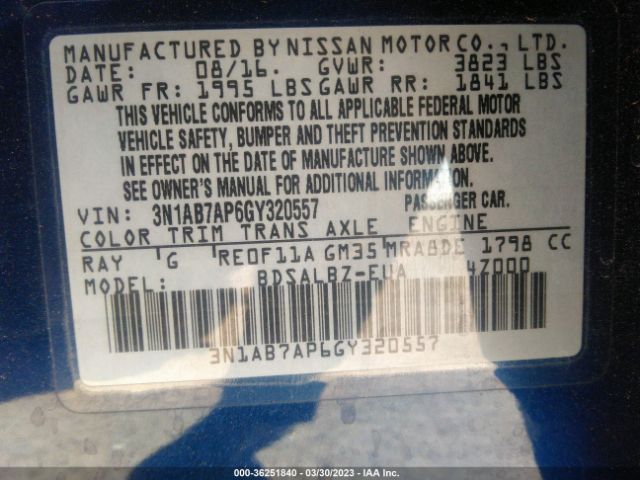 MANUFACTURED BY NISSAN MOTOR CO., LTD.
DATE: 08/16. GVWR: 3823 LBS
GAWR FR: 1995 LBS GAWR RR: 1841 LBS
THIS VEHICLE CONFORMS TO ALL APPLICABLE FEDERAL MOTOR
VEHICLE SAFETY, BUMPER AND THEFT PREVENTION STANDARDS
IN EFFECT ON THE DATE OF MANUFACTURE SHOWN ABOVE.
SEE OWNER'S MANUAL FOR ADDITIONAL INFORMATION.
VIN: 3N1AB7AP6GY320557 PASSENGER CAR.
COLOR TRIM TRANS AXLE ENGINE
RAY G RE0F11A GM35 MRA8DE 1798 CC
MODEL: BDSALBZ-EUA 4Z000
3N1AB7AP6GY320557
000-36251840 | 03/30/2023 | IAA Inc.